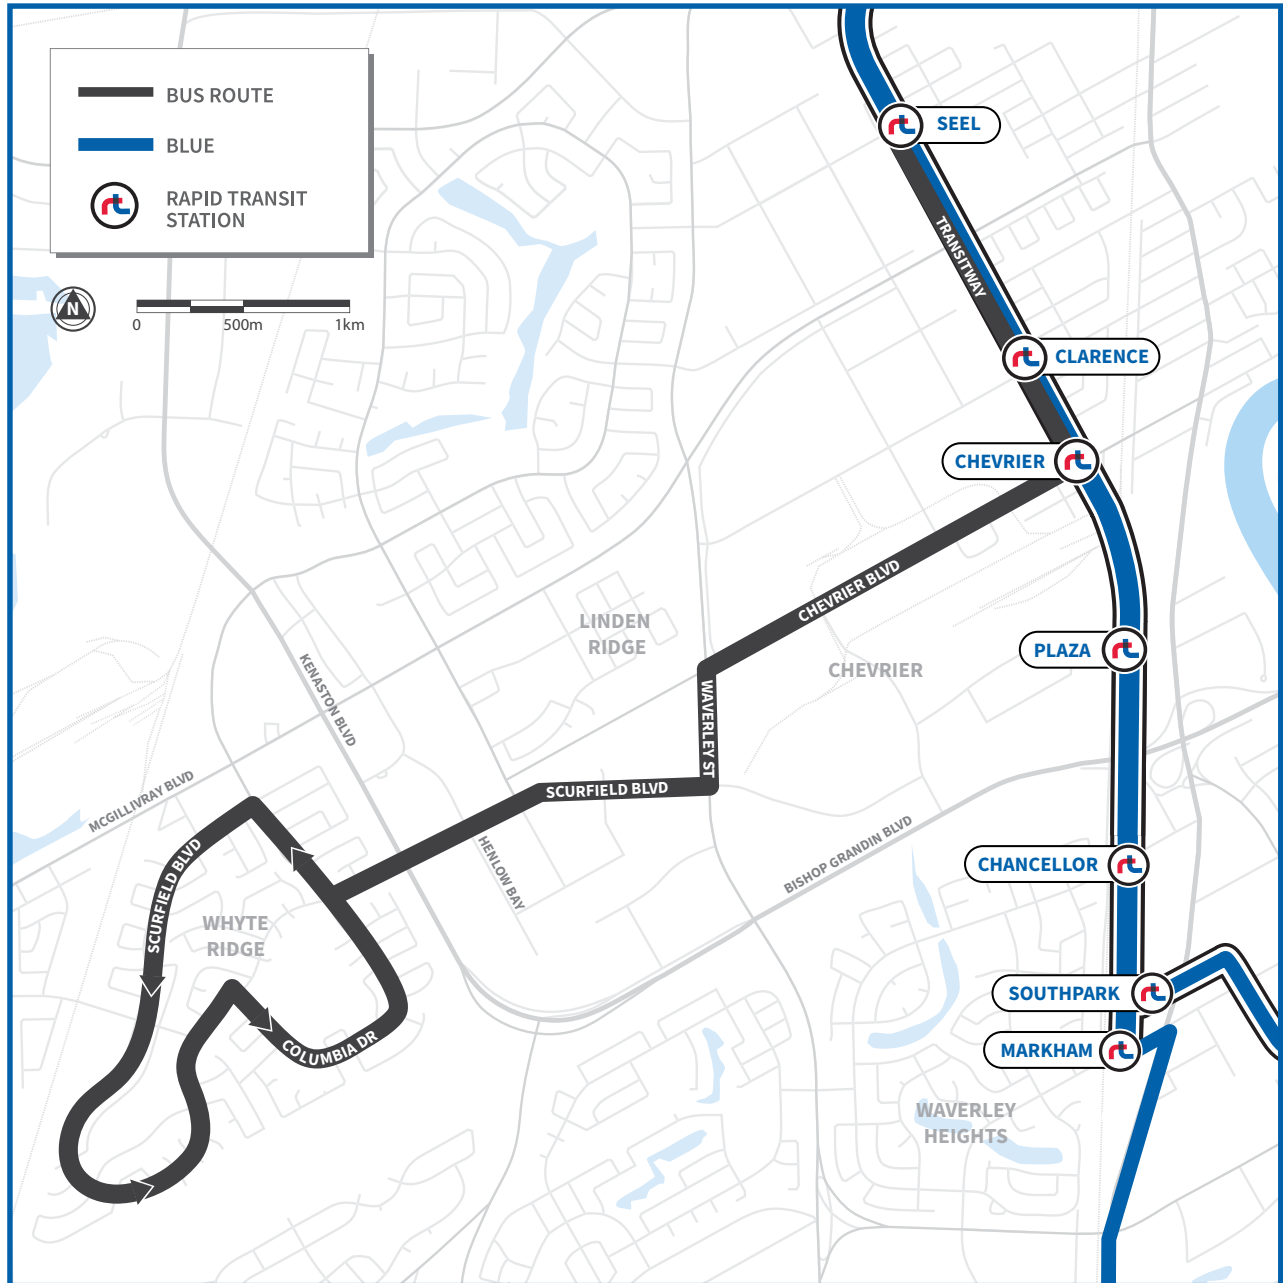 BUS ROUTE
BLUE
RAPID TRANSIT
STATION
N
0 500m 1km
SEEL
TRANSITWAY
CLARENCE
CHEVRIER
CHEVRIER BLVD
LINDEN
RIDGE
CHEVRIER
PLAZA
KENASTON BLVD
WAVERLEY ST
MCGILLIVRAY BLVD
SCURFIELD BLVD
HENLOW BAY
BISHOP GRANDIN BLVD
CHANCELLOR
SCURFIELD BLVD
WHYTE
RIDGE
SOUTHPARK
COLUMBIA DR
MARKHAM
WAVERLEY
HEIGHTS